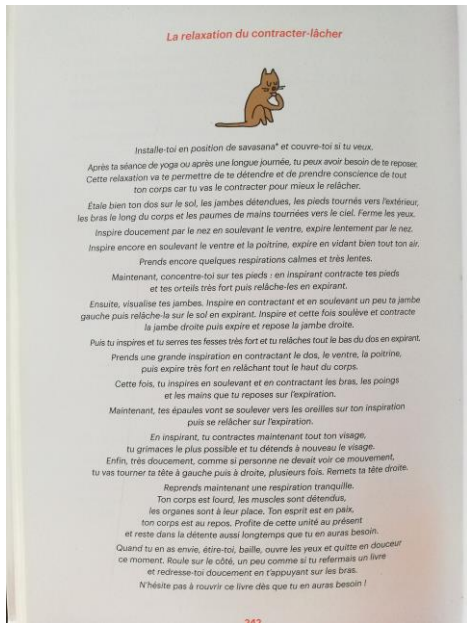 La relaxation du contracter-lâcher
Installe-toi en position de savasana* et couvre-toi si tu veux.
Après ta séance de yoga ou après une longue journée, tu peux avoir besoin de te reposer.
Cette relaxation va te permettre de te détendre et de prendre conscience de tout
ton corps car tu vas le contracter pour mieux le relâcher.
Étale bien ton dos sur le sol, les jambes détendues, les pieds tournés vers l'extérieur,
les bras le long du corps et les paumes de mains tournées vers le ciel. Ferme les yeux.
Inspire doucement par le nez en soulevant le ventre, expire lentement par le nez.
Inspire encore en soulevant le ventre et la poitrine, expire en vidant bien tout ton air.
Prends encore quelques respirations calmes et très lentes.
Maintenant, concentre-toi sur tes pieds : en inspirant contracte tes pieds
et tes orteils très fort puis relâche-les en expirant.
Ensuite, visualise tes jambes. Inspire en contractant et en soulevant un peu ta jambe
gauche puis relâche-la sur le sol en expirant. Inspire et cette fois soulève et contracte
la jambe droite puis expire et repose la jambe droite.
Puis tu inspires et tu serres tes fesses très fort et tu relâches tout le bas du dos en expirant.
Prends une grande inspiration en contractant le dos, le ventre, la poitrine,
puis expire très fort en relâchant tout le haut du corps.
Cette fois, tu inspires en soulevant et en contractant les bras, les poings
et les mains que tu reposes sur l'expiration.
Maintenant, tes épaules vont se soulever vers les oreilles sur ton inspiration
puis se relâcher sur l'expiration.
En inspirant, tu contractes maintenant tout ton visage,
tu grimaces le plus possible et tu détends à nouveau le visage.
Enfin, très doucement, comme si personne ne devait voir ce mouvement,
tu vas tourner ta tête à gauche puis à droite, plusieurs fois. Remets ta tête droite.
Reprends maintenant une respiration tranquille.
Ton corps est lourd, les muscles sont détendus,
les organes sont à leur place. Ton esprit est en paix,
ton corps est au repos. Profite de cette unité au présent
et reste dans la détente aussi longtemps que tu en auras besoin.
Quand tu en as envie, étire-toi, baille, ouvre les yeux et quitte en douceur
ce moment. Roule sur le côté, un peu comme si tu refermais un livre
et redresse-toi doucement en t'appuyant sur les bras.
N'hésite pas à rouvrir ce livre dès que tu en auras besoin !